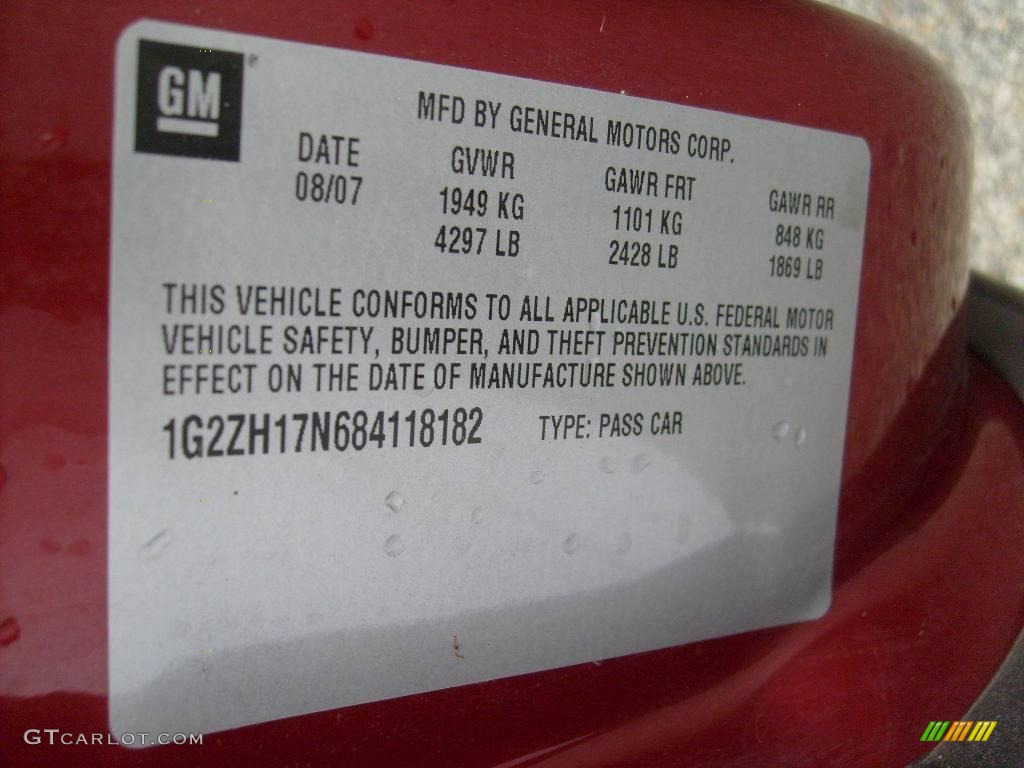 GM
MFD BY GENERAL MOTORS CORP.
DATE GVWR GAWR FRT GAWR RR
08/07 1949 KG 1101 KG 848 KG
4297 LB 2428 LB 1869 LB
THIS VEHICLE CONFORMS TO ALL APPLICABLE U.S. FEDERAL MOTOR
VEHICLE SAFETY, BUMPER, AND THEFT PREVENTION STANDARDS IN
EFFECT ON THE DATE OF MANUFACTURE SHOWN ABOVE.
1G2ZH17N684118182 TYPE: PASS CAR
GTCARLOT.COM